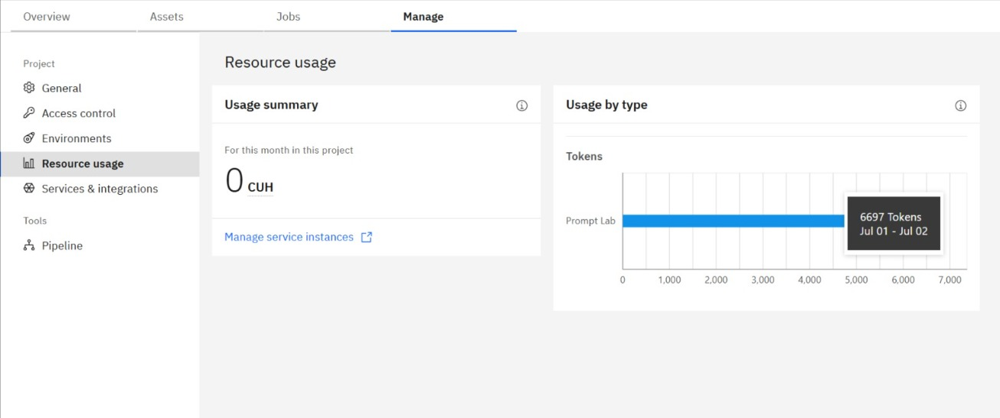 Overview Assets Jobs Manage
Project
General
Access control
Environments
Resource usage
Services & integrations
Tools
Pipeline
Resource usage
Usage summary
For this month in this project
0 CUH
Manage service instances
Usage by type
Tokens
Prompt Lab
6697 Tokens
Jul 01 - Jul 02
0 1,000 2,000 3,000 4,000 5,000 6,000 7,000